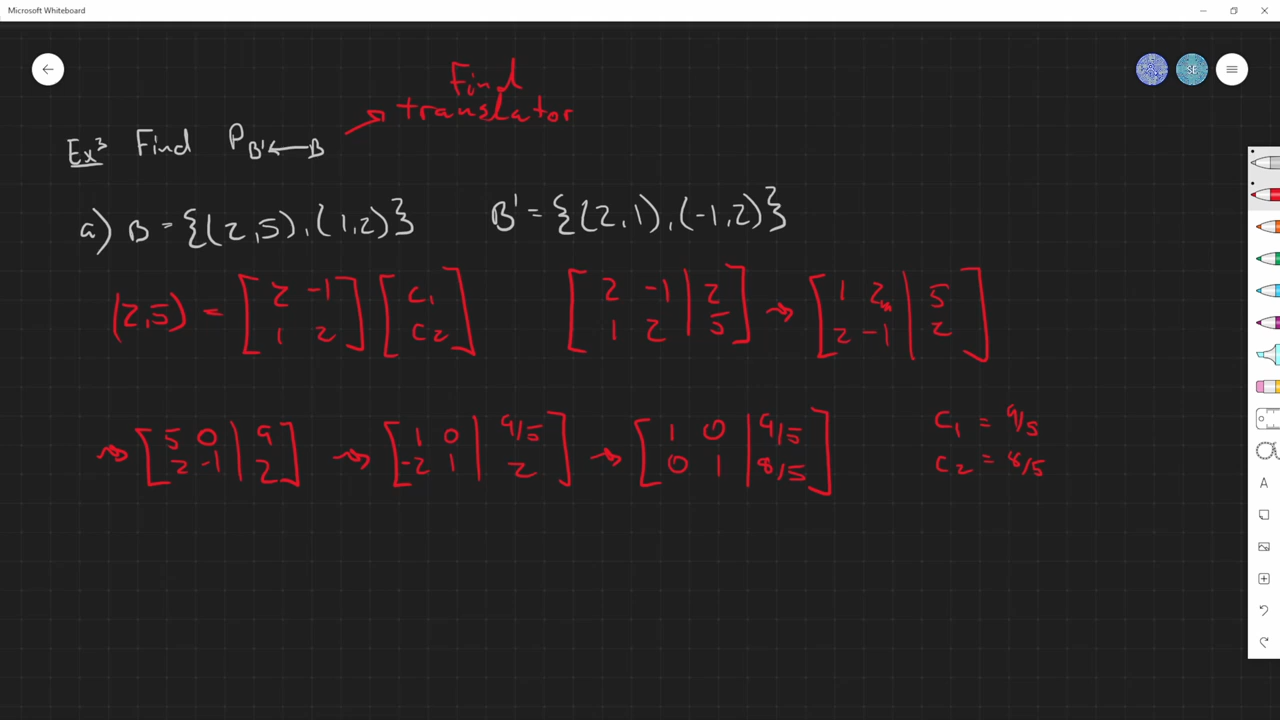 Microsoft Whiteboard
Find
translator
SE
Ex³ Find P B'←B
a) B = {(2,5),(1,2)} B' = {(2,1),(-1,2)}
(2,5) = [2 -1] [c₁] [2 -1 | 2] → [1 2 | 5]
[1 2] [c₂] [1 2 | 5] [2 -1 | 2]
→ [5 0 | 9] → [1 0 | 9/5] → [1 0 | 9/5] c₁ = 9/5
[2 -1 | 2] [-2 1 | 2] [0 1 | 8/5] c₂ = 8/5
A